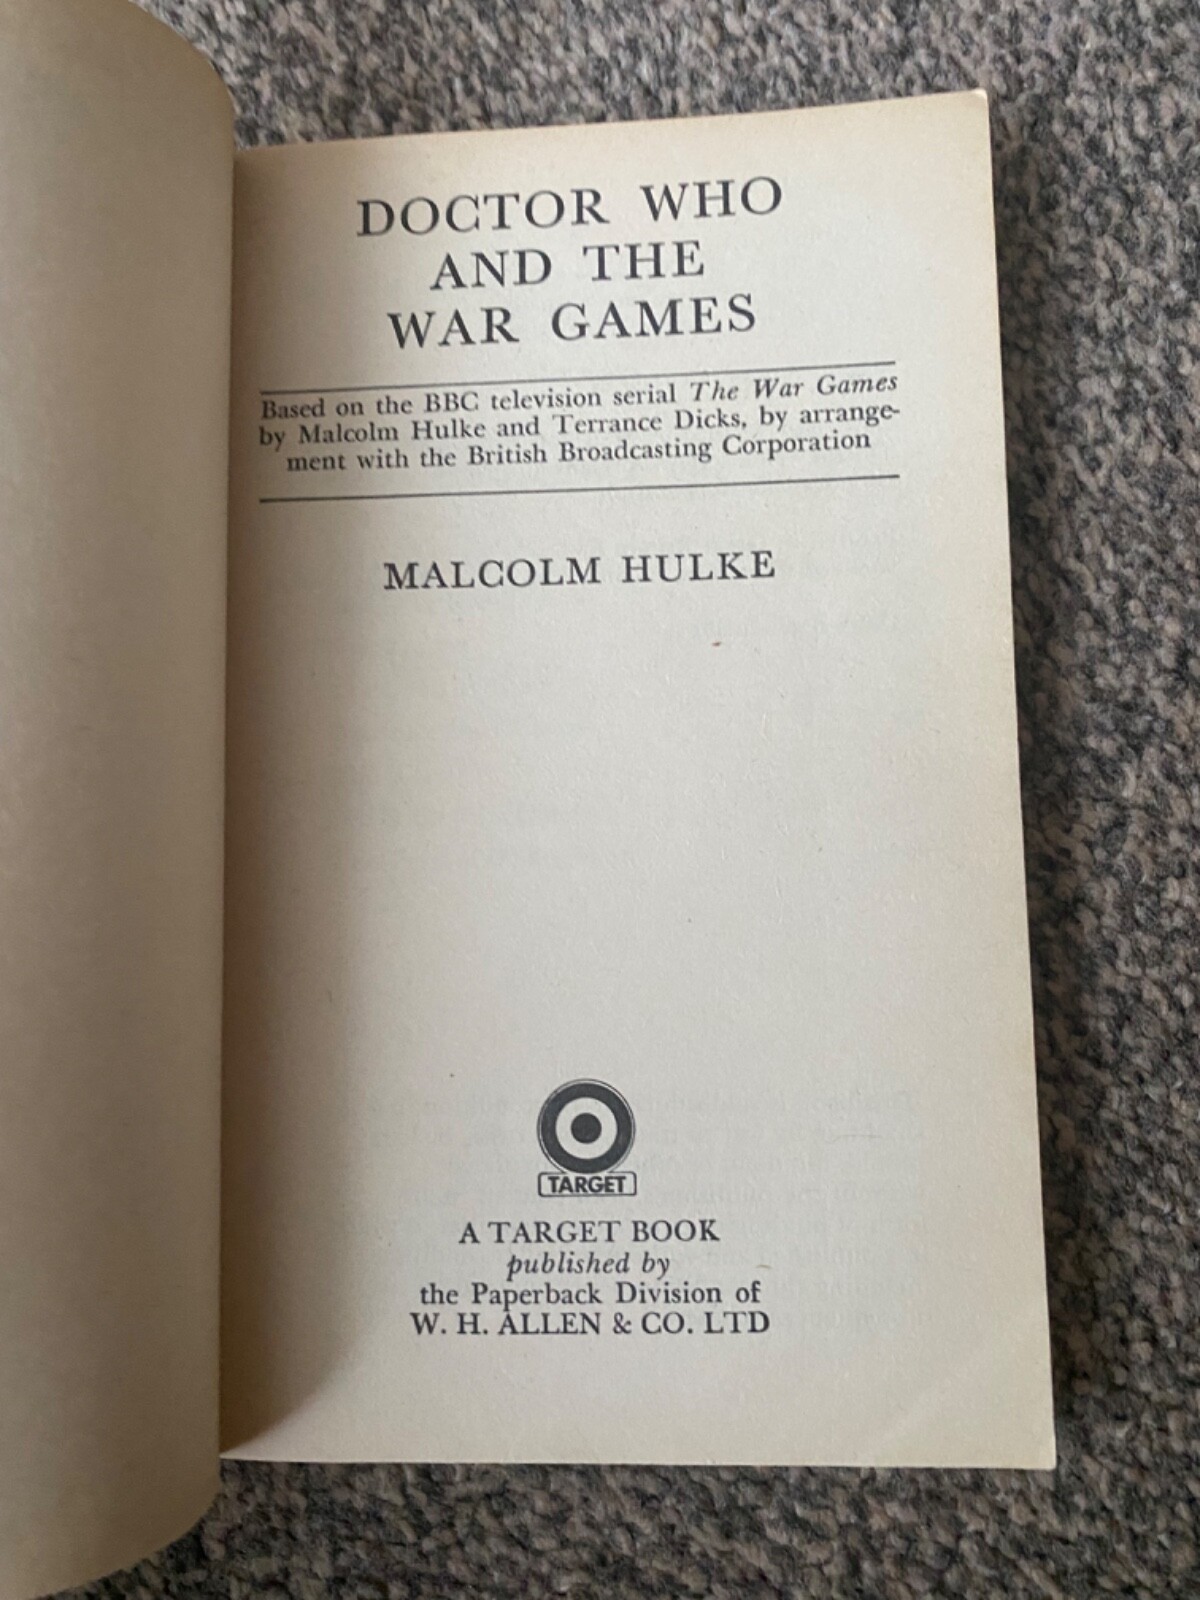 DOCTOR WHO
AND THE
WAR GAMES
Based on the BBC television serial The War Games
by Malcolm Hulke and Terrance Dicks, by arrange-
ment with the British Broadcasting Corporation
MALCOLM HULKE
TARGET
A TARGET BOOK
published by
the Paperback Division of
W. H. ALLEN & CO. LTD